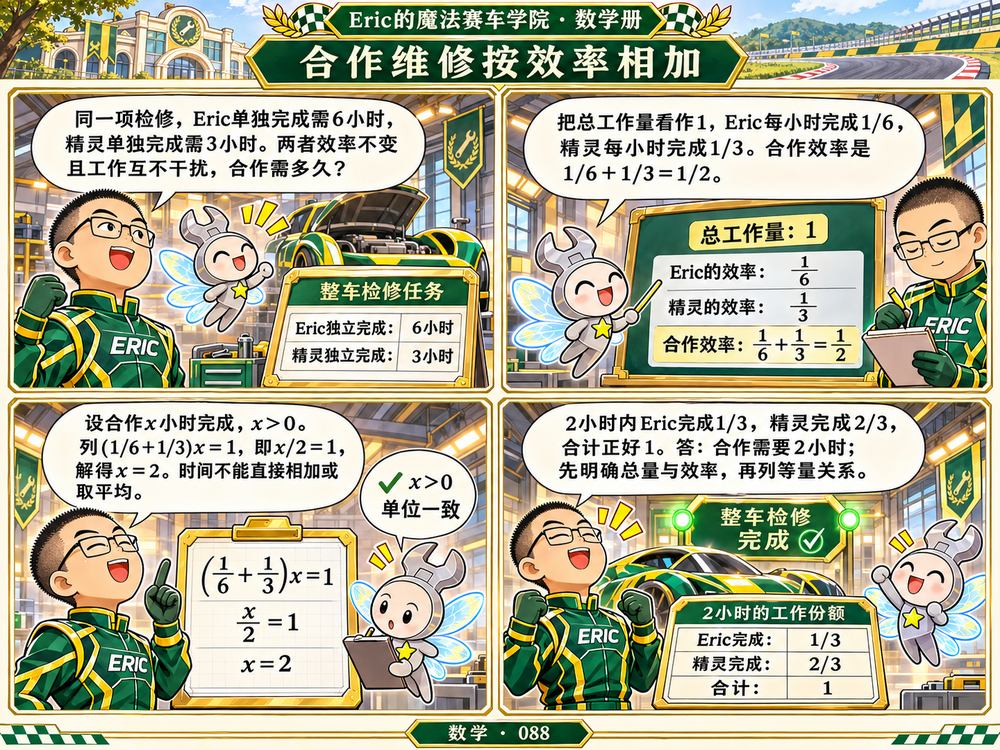 Eric的魔法赛车学院·数学册
合作维修按效率相加
同一项检修，Eric单独完成需6小时，
精灵单独完成需3小时。两者效率不变
且工作互不干扰，合作需多久？
ERIC
整车检修任务
Eric独立完成： 6小时
精灵独立完成： 3小时
把总工作量看作1，Eric每小时完成1/6，
精灵每小时完成1/3。合作效率是
1/6+1/3=1/2。
总工作量：1
Eric的效率： 1/6
精灵的效率： 1/3
合作效率：1/6+1/3=1/2
ERIC
设合作x小时完成，x>0。
列(1/6+1/3)x=1，即x/2=1，
解得x=2。时间不能直接相加或
取平均。
✓ x>0
单位一致
ERIC
(1/6+1/3)x=1
x/2=1
x=2
2小时内Eric完成1/3，精灵完成2/3，
合计正好1。答：合作需要2小时；
先明确总量与效率，再列等量关系。
整车检修
完成 ✓
ERIC
2小时的工作份额
Eric完成： 1/3
精灵完成： 2/3
合计： 1
数学·088